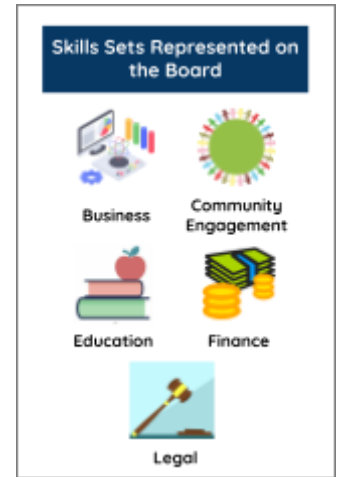 Skills Sets Represented on
the Board
Business
Community
Engagement
Education
Finance
Legal